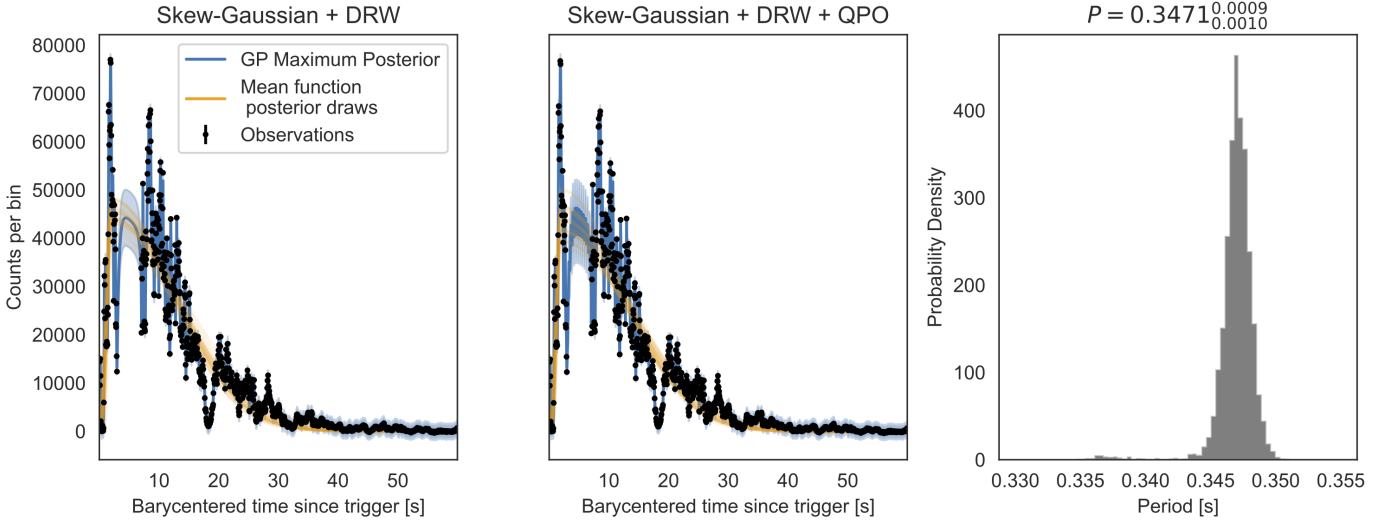 Skew-Gaussian + DRW
80000
70000
60000
50000
40000
30000
20000
10000
0
Counts per bin
GP Maximum Posterior
Mean function
posterior draws
Observations
10
20
30
40
50
Barycentered time since trigger [s]
Skew-Gaussian + DRW + QPO
10
20
30
40
50
Barycentered time since trigger [s]
P = 0.3471 0.0009 0.0010
400
300
200
100
0
Probability Density
0.330
0.335
0.340
0.345
0.350
0.355
Period [s]